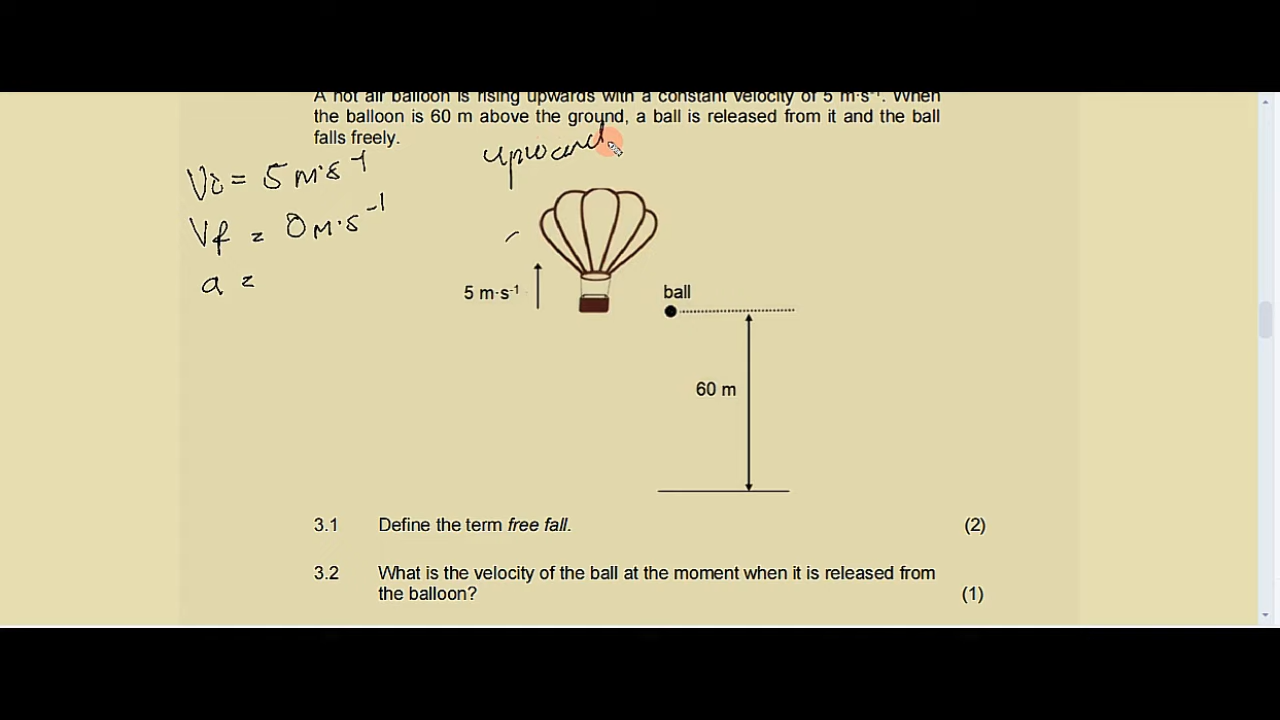 A hot air balloon is rising upwards with a constant velocity of 5 m·s⁻¹. When
the balloon is 60 m above the ground, a ball is released from it and the ball
falls freely.
upward
Vi = 5 m·s⁻¹
Vf = 0 m·s⁻¹
a =
5 m·s⁻¹
ball
60 m
3.1 Define the term free fall. (2)
3.2 What is the velocity of the ball at the moment when it is released from
the balloon? (1)